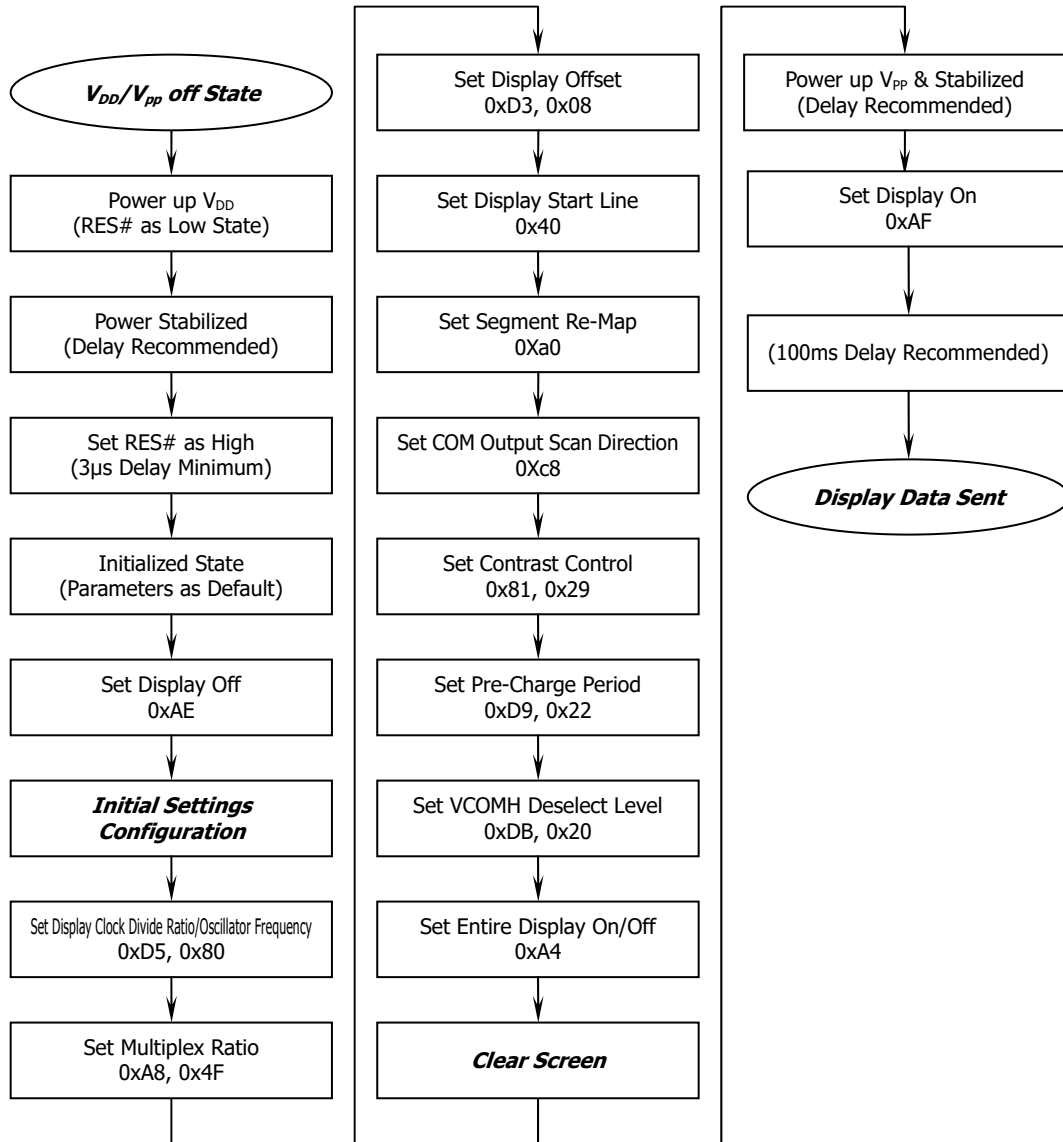 V_DD/V_pp off State
Power up V_DD
(RES# as Low State)
Power Stabilized
(Delay Recommended)
Set RES# as High
(3µs Delay Minimum)
Initialized State
(Parameters as Default)
Set Display Off
0xAE
Initial Settings
Configuration
Set Display Clock Divide Ratio/Oscillator Frequency
0xD5, 0x80
Set Multiplex Ratio
0xA8, 0x4F
Set Display Offset
0xD3, 0x08
Set Display Start Line
0x40
Set Segment Re-Map
0Xa0
Set COM Output Scan Direction
0Xc8
Set Contrast Control
0x81, 0x29
Set Pre-Charge Period
0xD9, 0x22
Set VCOMH Deselect Level
0xDB, 0x20
Set Entire Display On/Off
0xA4
Clear Screen
Power up V_PP & Stabilized
(Delay Recommended)
Set Display On
0xAF
(100ms Delay Recommended)
Display Data Sent